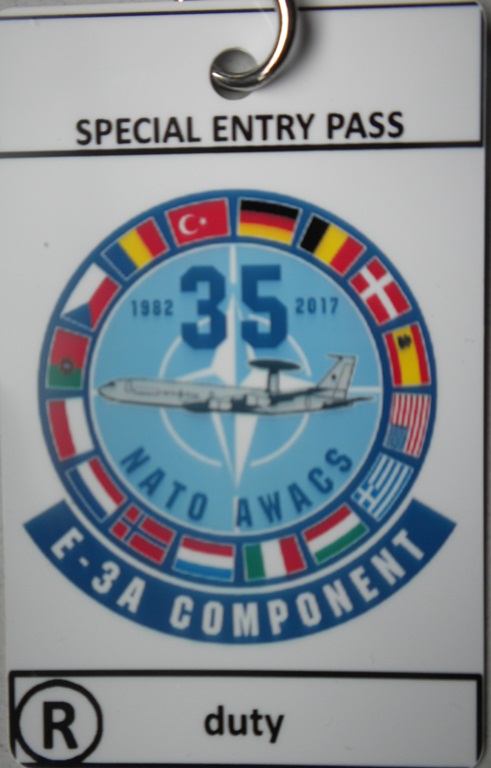 SPECIAL ENTRY PASS
1982 35 2017
NATO AWACS
E-3A COMPONENT
R duty